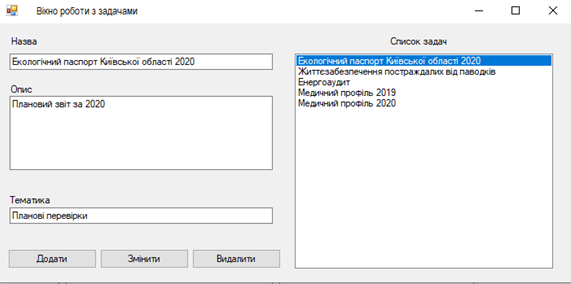 Вікно роботи з задачами
Назва
Екологічний паспорт Київської області 2020
Опис
Плановий звіт за 2020
Тематика
Планові перевірки
Додати
Змінити
Видалити
Список задач
Екологічний паспорт Київської області 2020
Життєзабезпечення постраждалих від паводків
Енергоаудит
Медичний профіль 2019
Медичний профіль 2020